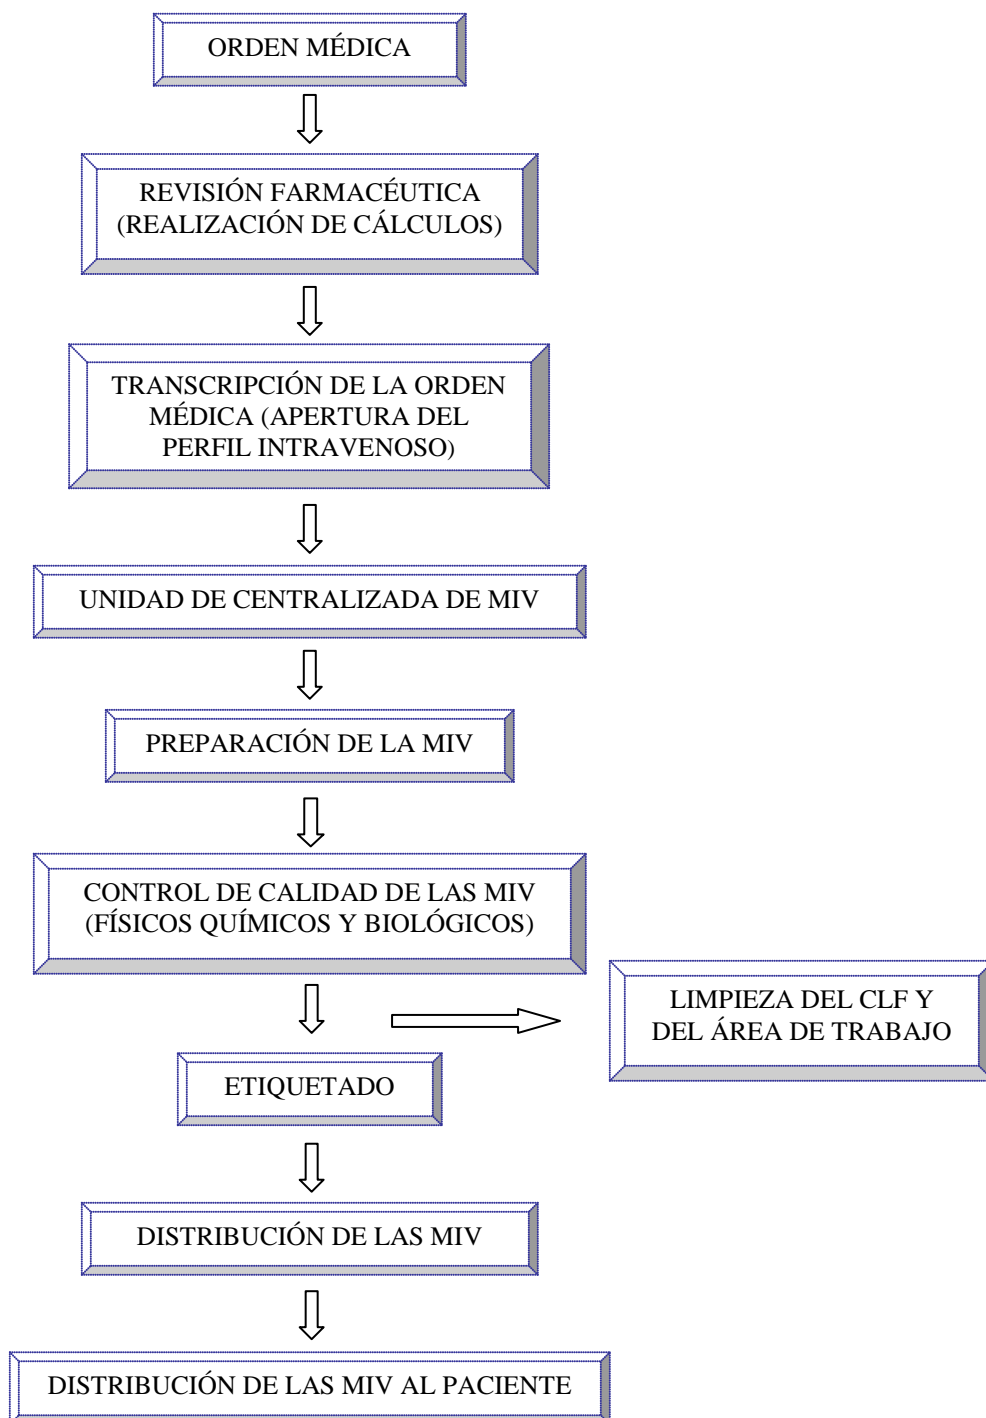 ORDEN MÉDICA
REVISIÓN FARMACÉUTICA
(REALIZACIÓN DE CÁLCULOS)
TRANSCRIPCIÓN DE LA ORDEN
MÉDICA (APERTURA DEL
PERFIL INTRAVENOSO)
UNIDAD DE CENTRALIZADA DE MIV
PREPARACIÓN DE LA MIV
CONTROL DE CALIDAD DE LAS MIV
(FÍSICOS QUÍMICOS Y BIOLÓGICOS)
LIMPIEZA DEL CLF Y
DEL ÁREA DE TRABAJO
ETIQUETADO
DISTRIBUCIÓN DE LAS MIV
DISTRIBUCIÓN DE LAS MIV AL PACIENTE